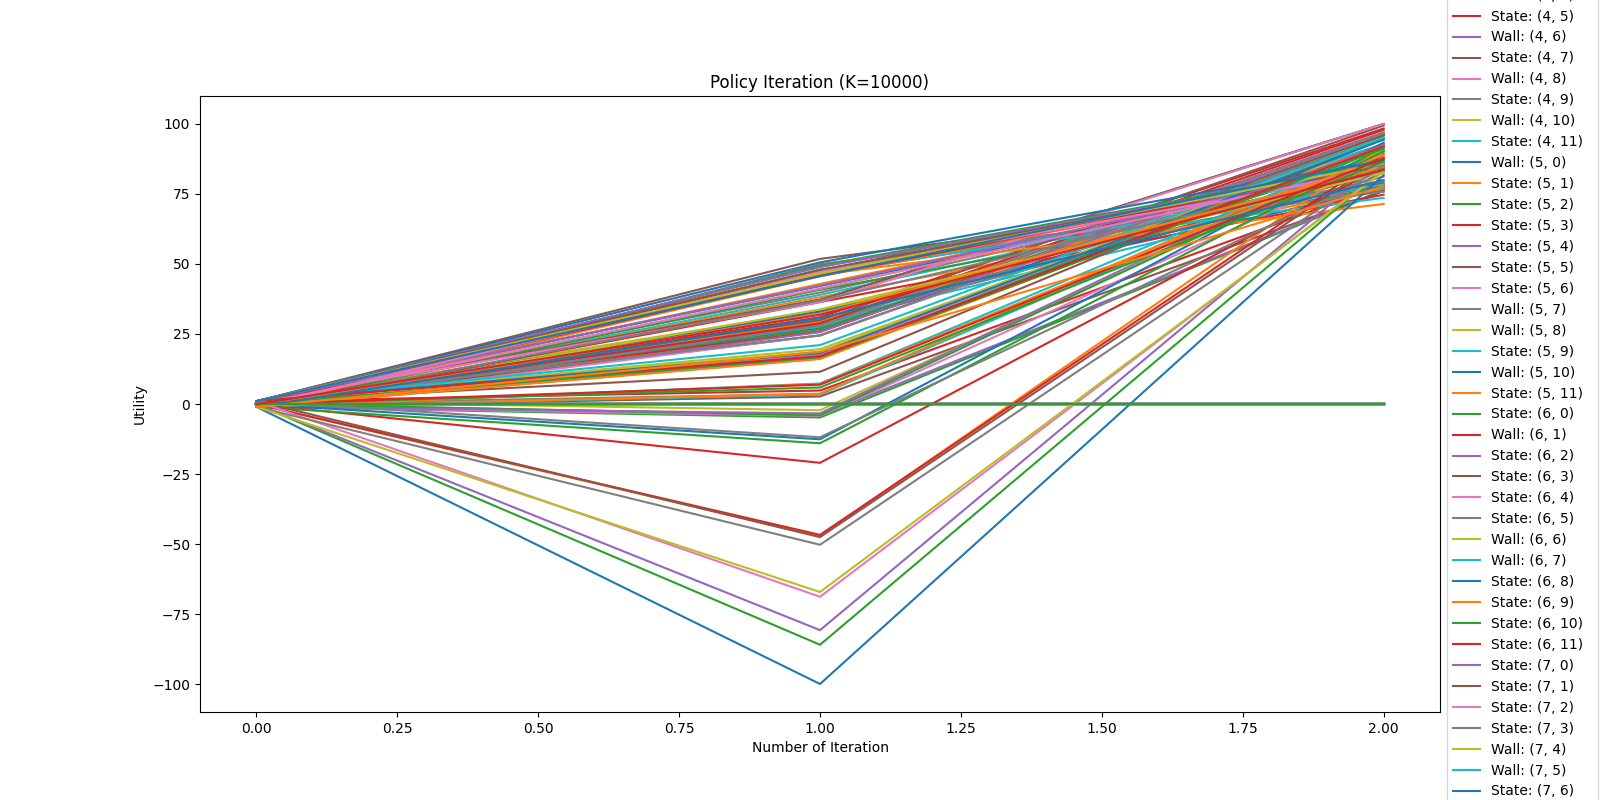 Policy Iteration (K=10000)
Utility
100
75
50
25
0
−25
−50
−75
−100
0.00
0.25
0.50
0.75
1.00
1.25
1.50
1.75
2.00
Number of Iteration
State: (4, 5)
Wall: (4, 6)
State: (4, 7)
Wall: (4, 8)
State: (4, 9)
Wall: (4, 10)
State: (4, 11)
Wall: (5, 0)
State: (5, 1)
State: (5, 2)
State: (5, 3)
State: (5, 4)
State: (5, 5)
State: (5, 6)
Wall: (5, 7)
Wall: (5, 8)
State: (5, 9)
Wall: (5, 10)
State: (5, 11)
State: (6, 0)
Wall: (6, 1)
State: (6, 2)
State: (6, 3)
State: (6, 4)
State: (6, 5)
Wall: (6, 6)
Wall: (6, 7)
State: (6, 8)
State: (6, 9)
State: (6, 10)
State: (6, 11)
State: (7, 0)
State: (7, 1)
State: (7, 2)
State: (7, 3)
Wall: (7, 4)
State: (7, 5)
State: (7, 6)